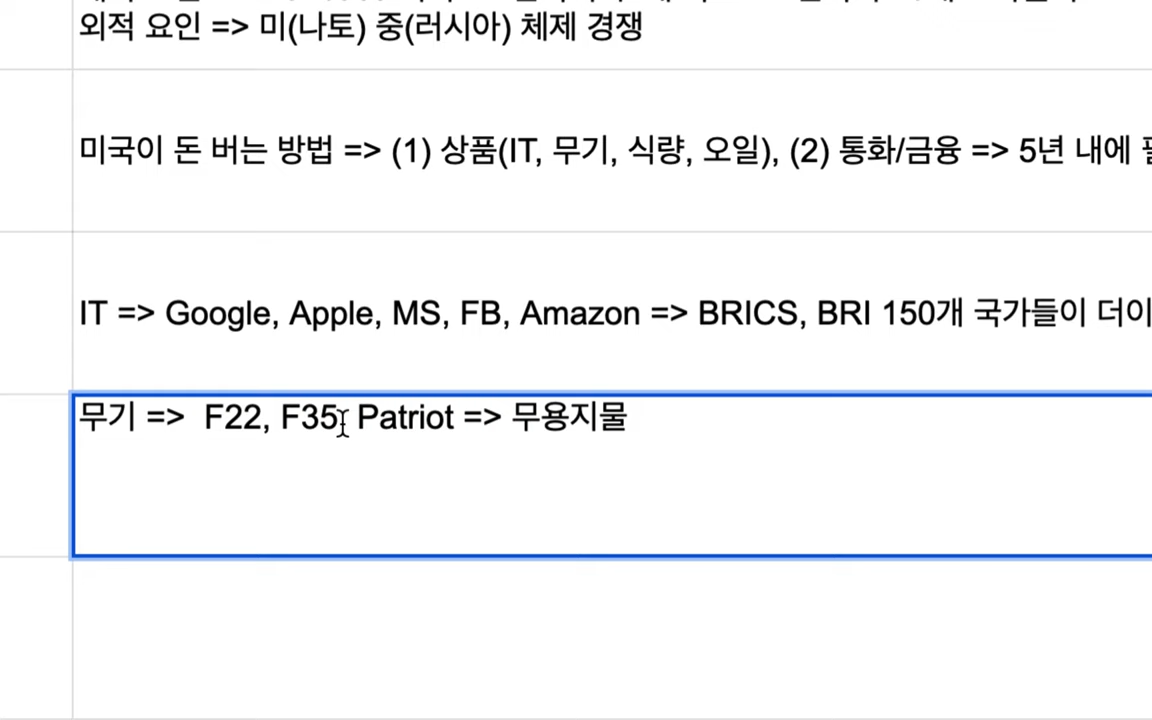 외적 요인 => 미(나토) 중(러시아) 체제 경쟁
미국이 돈 버는 방법 => (1) 상품(IT, 무기, 식량, 오일), (2) 통화/금융 => 5년 내에
IT => Google, Apple, MS, FB, Amazon => BRICS, BRI 150개 국가들이 더이
무기 =>  F22, F35, Patriot => 무용지물